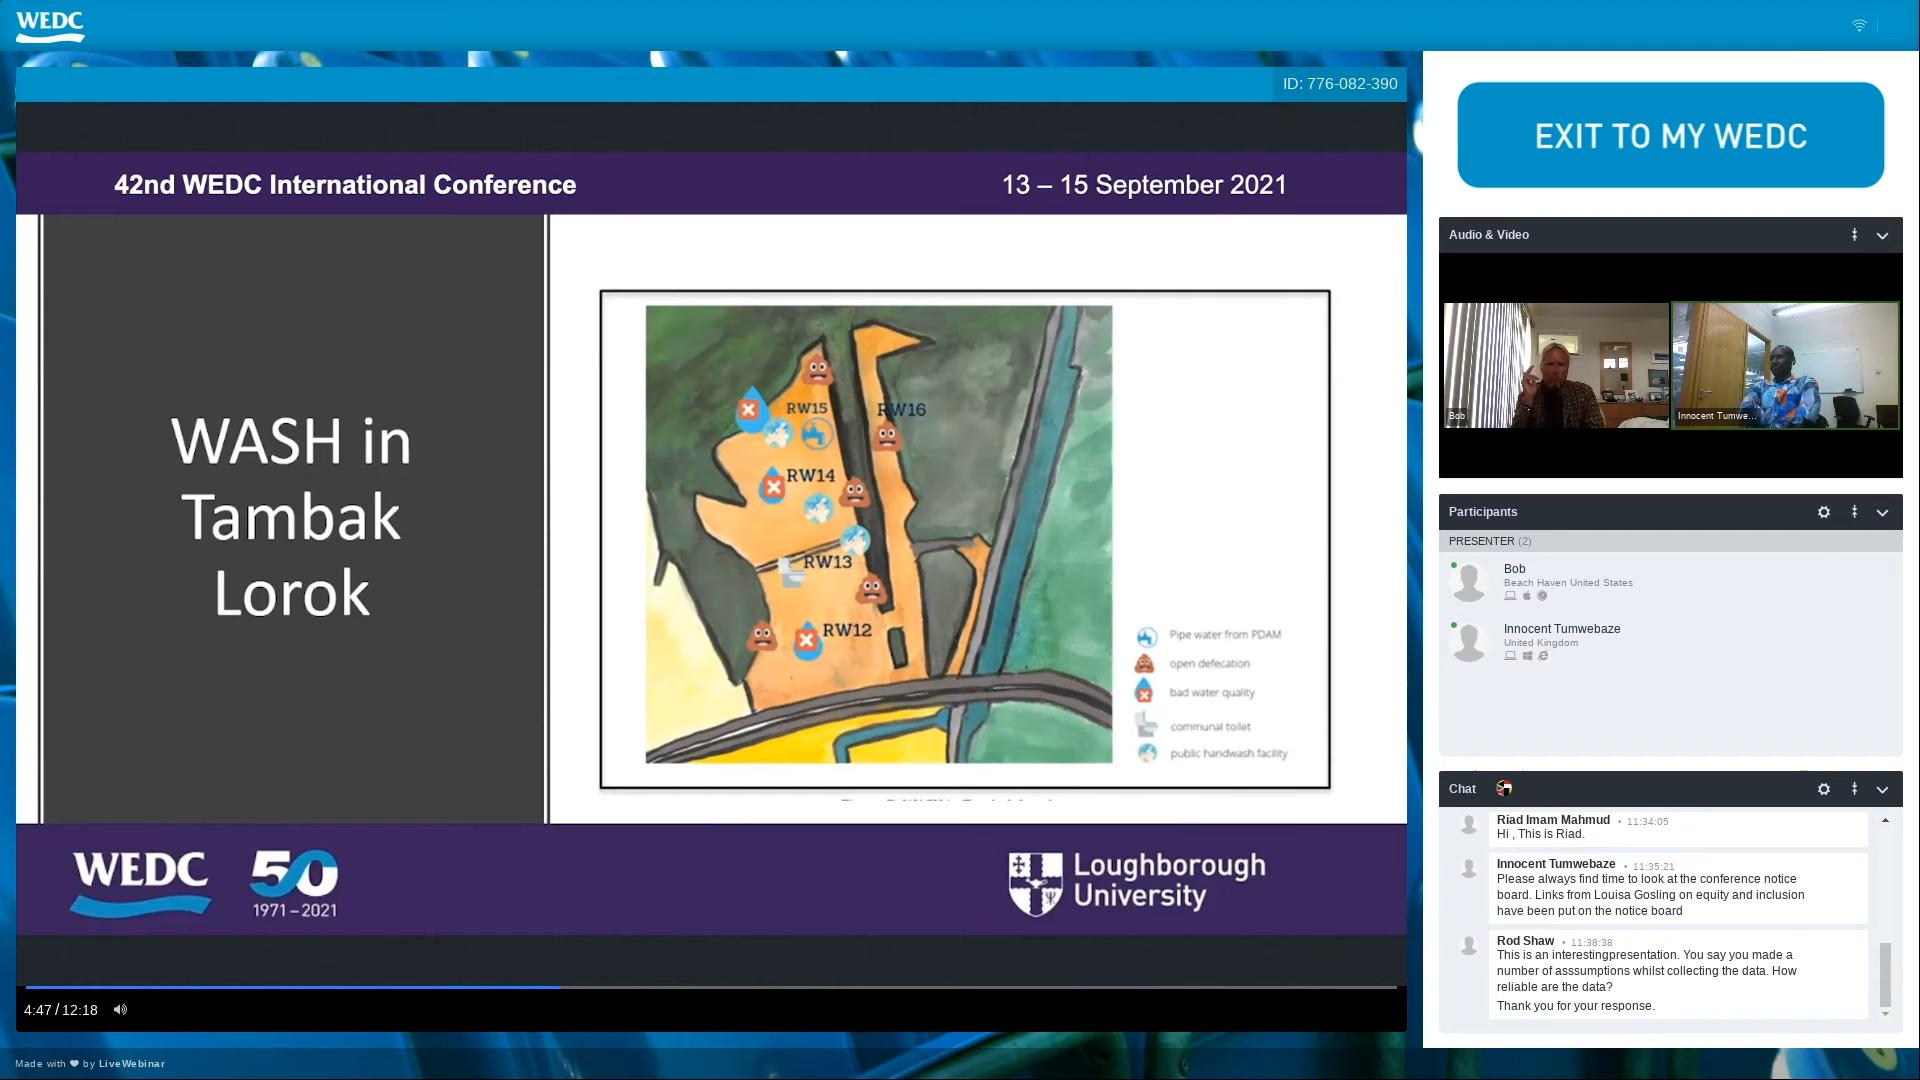 WEDC
ID: 776-082-390
42nd WEDC International Conference
13 – 15 September 2021
WASH in
Tambak
Lorok
RW15
RW16
RW14
RW13
RW12
Pipe water from PDAM
open defecation
bad water quality
communal toilet
public handwash facility
WEDC
50
1971 – 2021
Loughborough
University
4:47 / 12:18
Made with by LiveWebinar
EXIT TO MY WEDC
Audio & Video
Bob
Innocent Tumwe...
Participants
PRESENTER (2)
Bob
Beach Haven United States
Innocent Tumwebaze
United Kingdom
Chat
Riad Imam Mahmud • 11:34:05
Hi , This is Riad.
Innocent Tumwebaze • 11:35:21
Please always find time to look at the conference notice
board. Links from Louisa Gosling on equity and inclusion
have been put on the notice board
Rod Shaw • 11:38:38
This is an interestingpresentation. You say you made a
number of asssumptions whilst collecting the data. How
reliable are the data?
Thank you for your response.